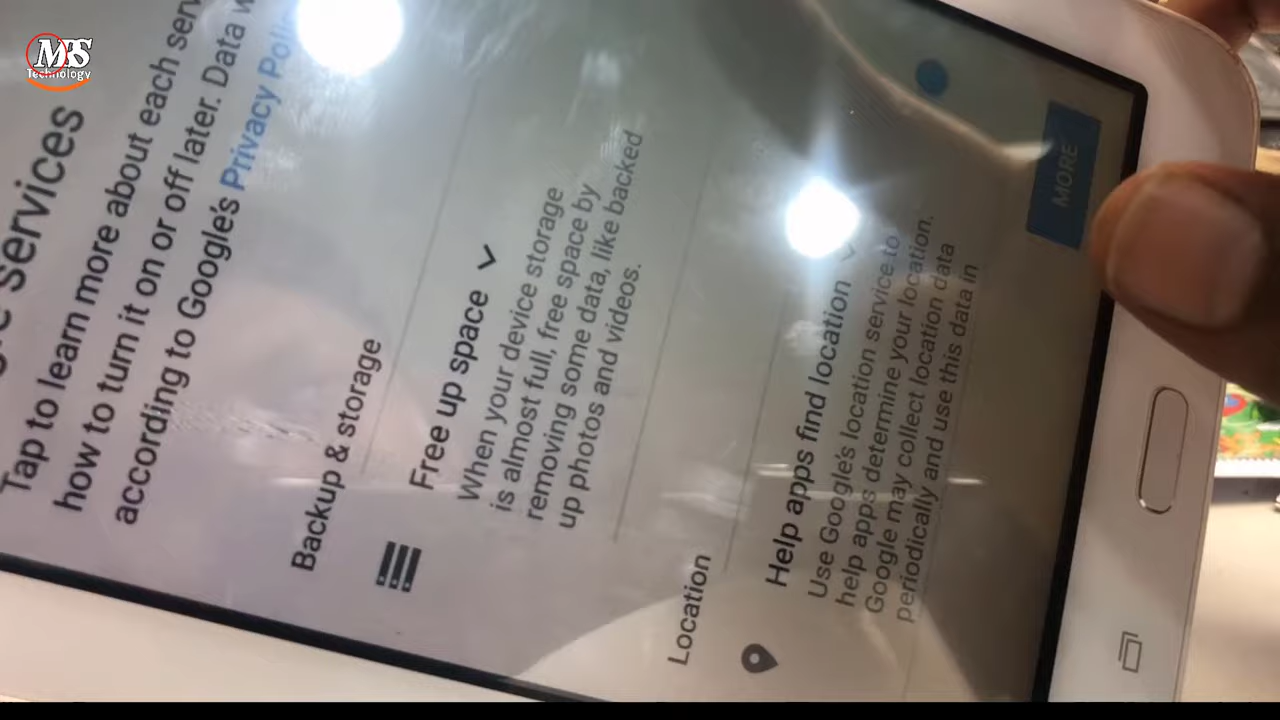 MTS
Technology
services
Tap to learn more about each
how to turn it on or off later. Data
according to Google's Privacy
Backup & storage
Free up space
When your device storage
is almost full, free space by
removing some data, like backed
up photos and videos.
Location
Help apps find location
Use Google's location service to
help apps determine your location.
Google may collect location data
periodically and use this data in
MORE